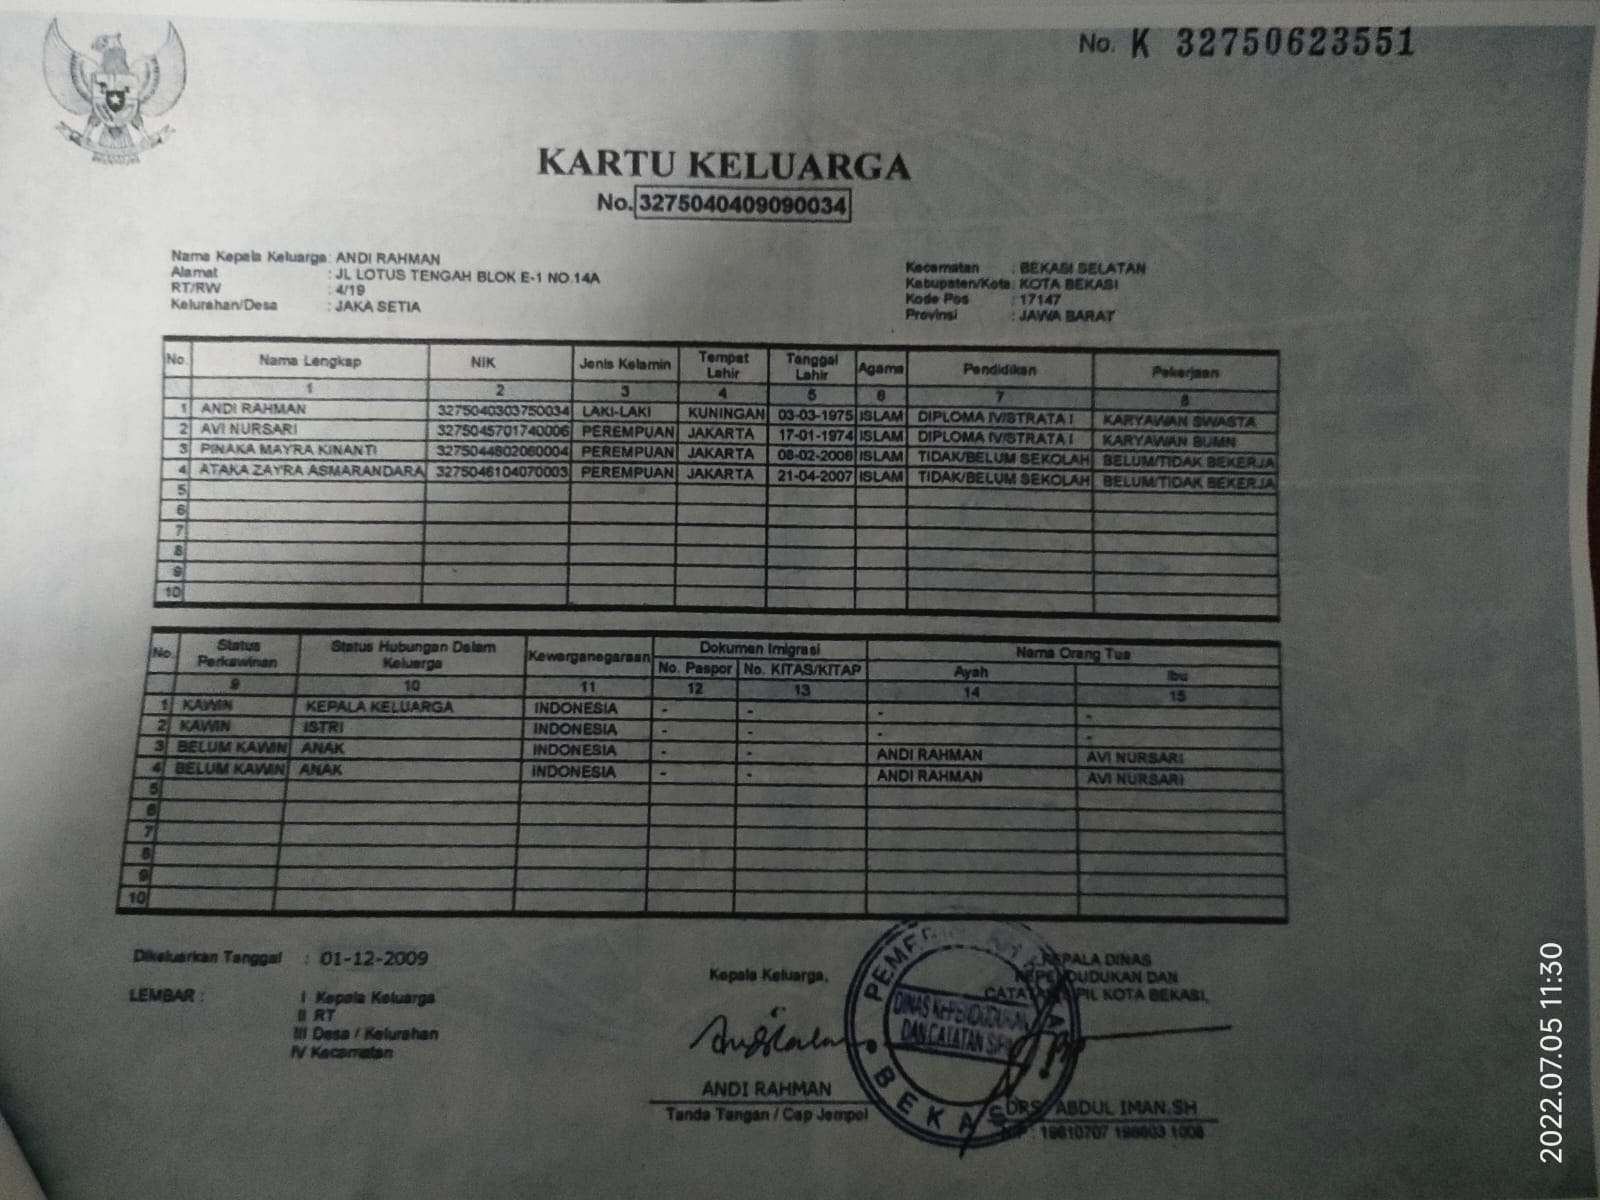 No. K 32750623551
KARTU KELUARGA
No. 3275040409090034
Nama Kepala Keluarga : ANDI RAHMAN
Alamat : JL LOTUS TENGAH BLOK E-1 NO.14A
RT/RW : 4/19
Kelurahan/Desa : JAKA SETIA
Kecamatan : BEKASI SELATAN
Kabupaten/Kota : KOTA BEKASI
Kode Pos : 17147
Provinsi : JAWA BARAT
No. Nama Lengkap NIK Jenis Kelamin Tempat Lahir Tanggal Lahir Agama Pendidikan Pekerjaan
1 2 3 4 5 6 7 8
1 ANDI RAHMAN 3275040303750034 LAKI-LAKI KUNINGAN 03-03-1975 ISLAM DIPLOMA IV/STRATA I KARYAWAN SWASTA
2 AVI NURSARI 3275045701740006 PEREMPUAN JAKARTA 17-01-1974 ISLAM DIPLOMA IV/STRATA I KARYAWAN BUMN
3 PINAKA MAYRA KINANTI 3275044802060004 PEREMPUAN JAKARTA 08-02-2006 ISLAM TIDAK/BELUM SEKOLAH BELUM/TIDAK BEKERJA
4 ATAKA ZAYRA ASMARANDARA 3275046104070003 PEREMPUAN JAKARTA 21-04-2007 ISLAM TIDAK/BELUM SEKOLAH BELUM/TIDAK BEKERJA
5
6
7
8
9
10
No. Status Perkawinan Status Hubungan Dalam Keluarga Kewarganegaraan Dokumen Imigrasi Nama Orang Tua
No. Paspor No. KITAS/KITAP Ayah Ibu
9 10 11 12 13 14 15
1 KAWIN KEPALA KELUARGA INDONESIA - - - -
2 KAWIN ISTRI INDONESIA - - - -
3 BELUM KAWIN ANAK INDONESIA - - ANDI RAHMAN AVI NURSARI
4 BELUM KAWIN ANAK INDONESIA - - ANDI RAHMAN AVI NURSARI
5
6
7
8
9
10
Dikeluarkan Tanggal : 01-12-2009
LEMBAR : I Kepala Keluarga
II RT
III Desa / Kelurahan
IV Kecamatan
Kepala Keluarga,
ANDI RAHMAN
Tanda Tangan / Cap Jempol
KEPALA DINAS
KEPENDUDUKAN DAN
CATATAN SIPIL KOTA BEKASI,
DINAS KEPENDUDUKAN
DAN CATATAN SIPIL
BEKASI
DRS. ABDUL IMAN.SH
NIP : 19610707 198603 1006
2022.07.05 11:30